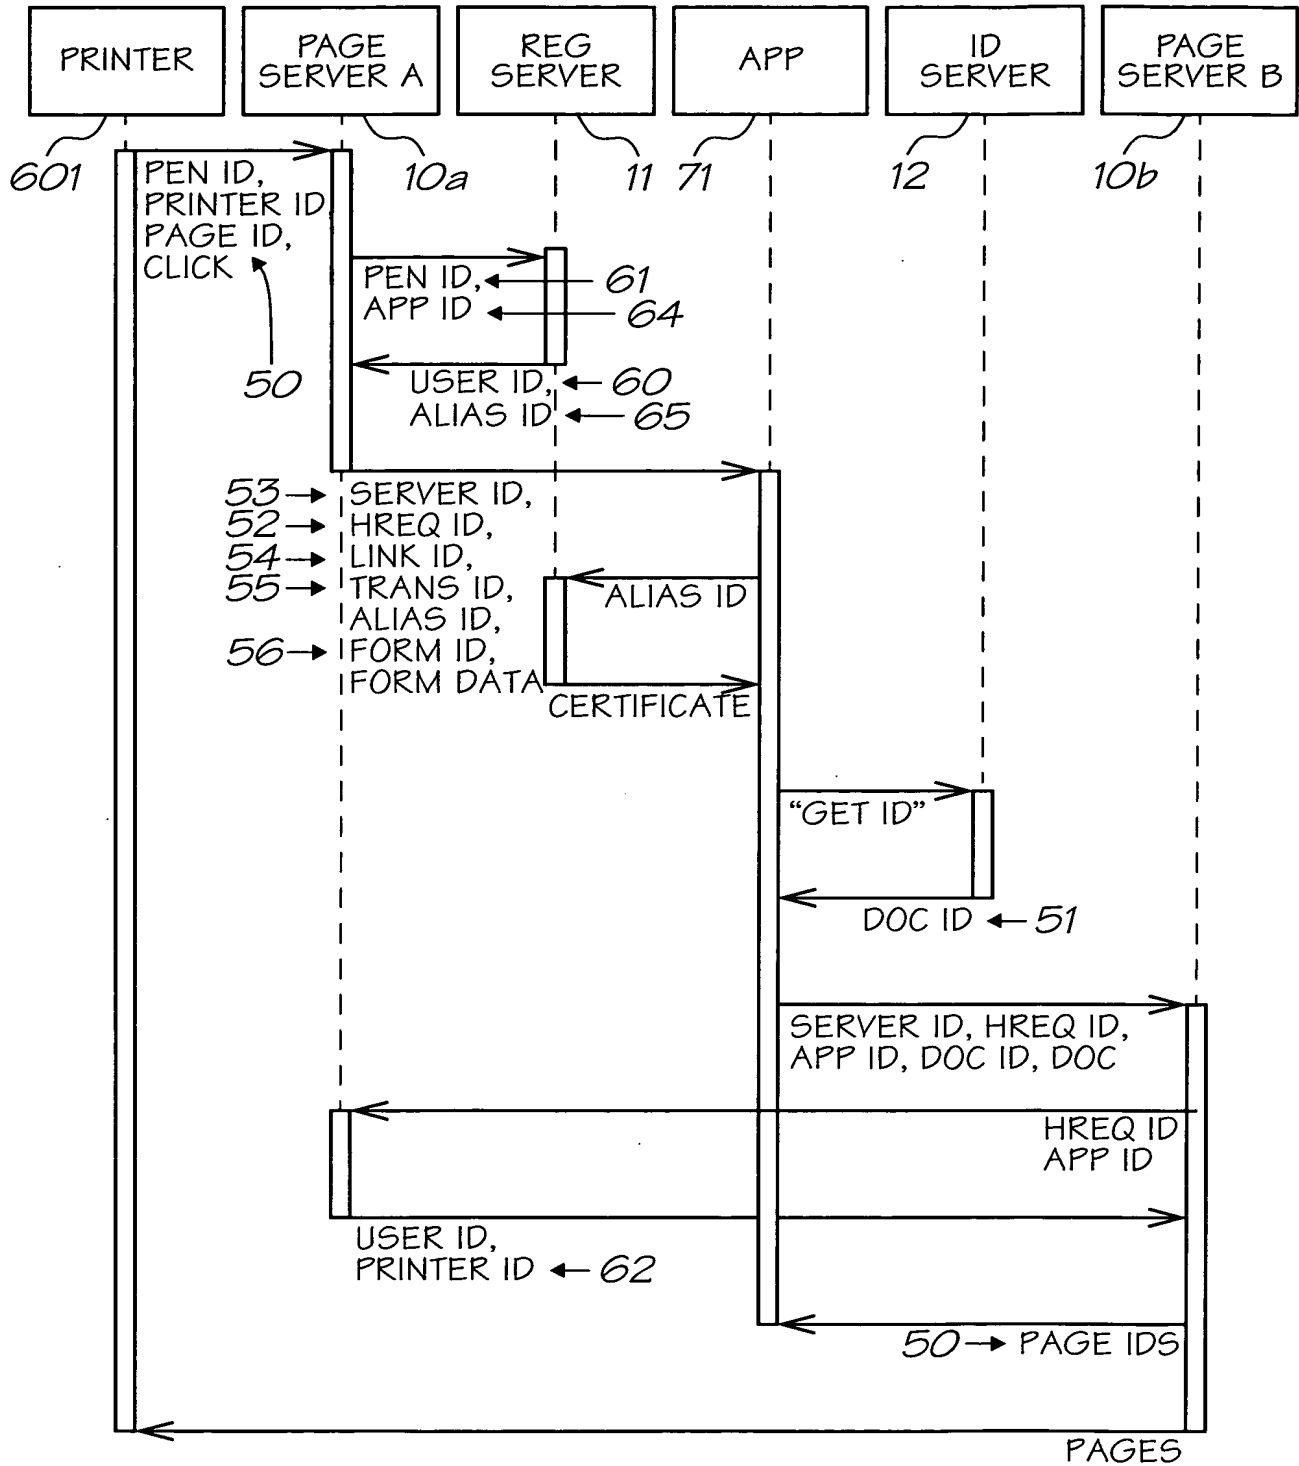 PRINTER
PAGE
SERVER A
REG
SERVER
APP
ID
SERVER
PAGE
SERVER B
601
10a
11
71
12
10b
PEN ID,
PRINTER ID
PAGE ID,
CLICK
50
PEN ID,
61
APP ID
64
USER ID,
60
ALIAS ID
65
53
SERVER ID,
52
HREQ ID,
54
LINK ID,
55
TRANS ID,
ALIAS ID,
56
FORM ID,
FORM DATA
ALIAS ID
CERTIFICATE
“GET ID”
DOC ID
51
SERVER ID, HREQ ID,
APP ID, DOC ID, DOC
HREQ ID
APP ID
USER ID,
PRINTER ID
62
50
PAGE IDS
PAGES